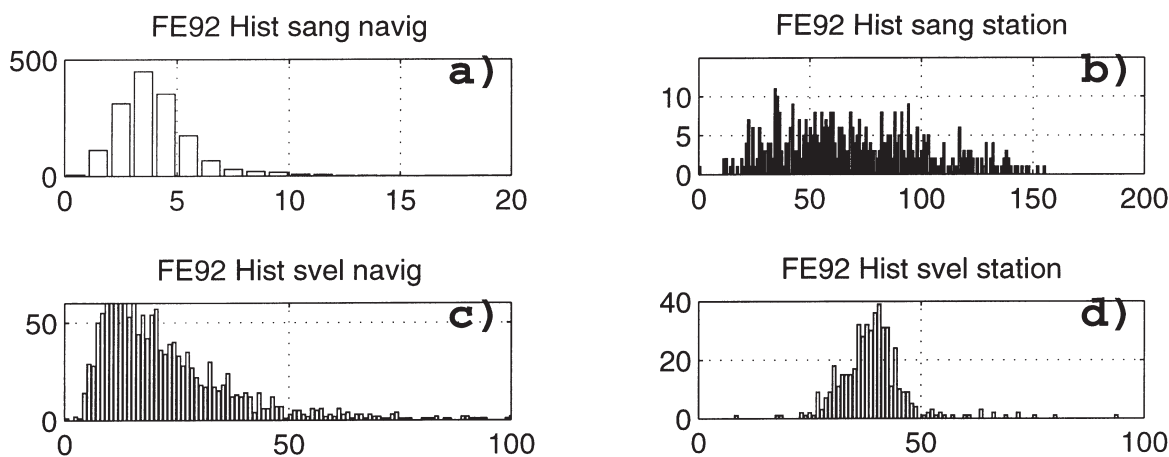 FE92 Hist sang navig
500
a)
0
0 5 10 15 20
FE92 Hist sang station
b)
10
5
0
0 50 100 150 200
FE92 Hist svel navig
c)
50
0
0 50 100
FE92 Hist svel station
40
d)
20
0
0 50 100